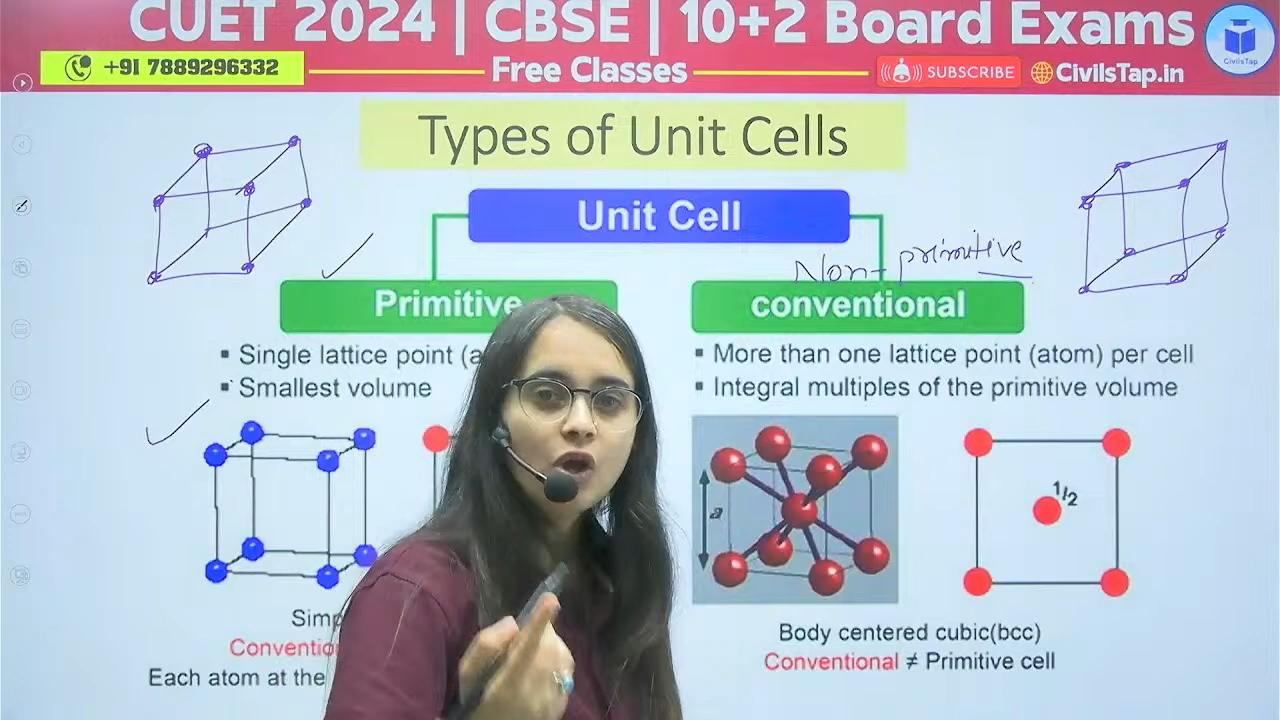 CUET 2024 | CBSE | 10+2 Board Exams
+91 7889296332
Free Classes
SUBSCRIBE
CivilsTap.in
CivilsTap
Types of Unit Cells
Unit Cell
Non-primitive
Primitive
conventional
▪ Single lattice point (a
▪ Smallest volume
▪ More than one lattice point (atom) per cell
▪ Integral multiples of the primitive volume
a
1/2
Simp
Conventio
Each atom at the
Body centered cubic(bcc)
Conventional ≠ Primitive cell